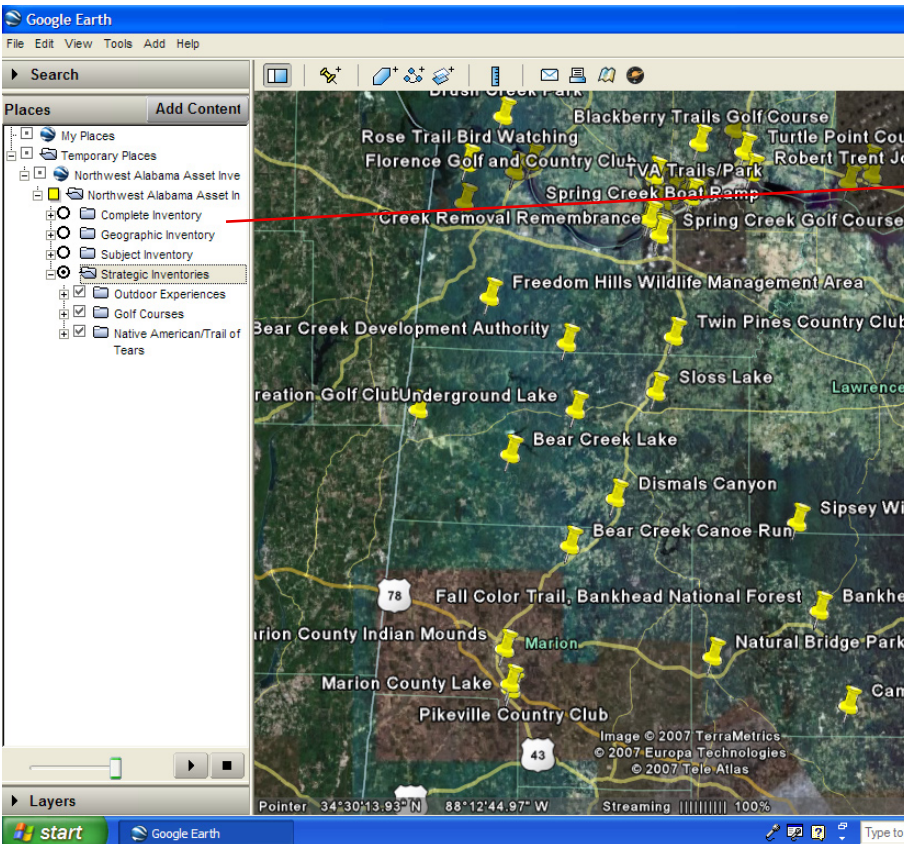 Google Earth
File Edit View Tools Add Help
Search
Places Add Content
My Places
Temporary Places
Northwest Alabama Asset Inve
Northwest Alabama Asset In
Complete Inventory
Geographic Inventory
Subject Inventory
Strategic Inventories
Outdoor Experiences
Golf Courses
Native American/Trail of
Tears
Layers
Brush Creek Park
Blackberry Trails Golf Course
Rose Trail Bird Watching
Turtle Point Cou
Florence Golf and Country Club
TVA Trails/Park
Robert Trent Jo
Spring Creek Boat Ramp
Creek Removal Remembrance
Spring Creek Golf Course
Freedom Hills Wildlife Management Area
Bear Creek Development Authority
Twin Pines Country Club
Sloss Lake
reation Golf Club
Underground Lake
Lawrence
Bear Creek Lake
Dismals Canyon
Sipsey Wi
Bear Creek Canoe Run
78
Fall Color Trail, Bankhead National Forest
Bankhe
arion County Indian Mounds
Marion
Natural Bridge Park
Marion County Lake
Cam
Pikeville Country Club
43
Image © 2007 TerraMetrics
© 2007 Europa Technologies
© 2007 Tele Atlas
Pointer 34°30'13.93" N 88°12'44.97" W Streaming |||||||||| 100%
start
Google Earth
Type to